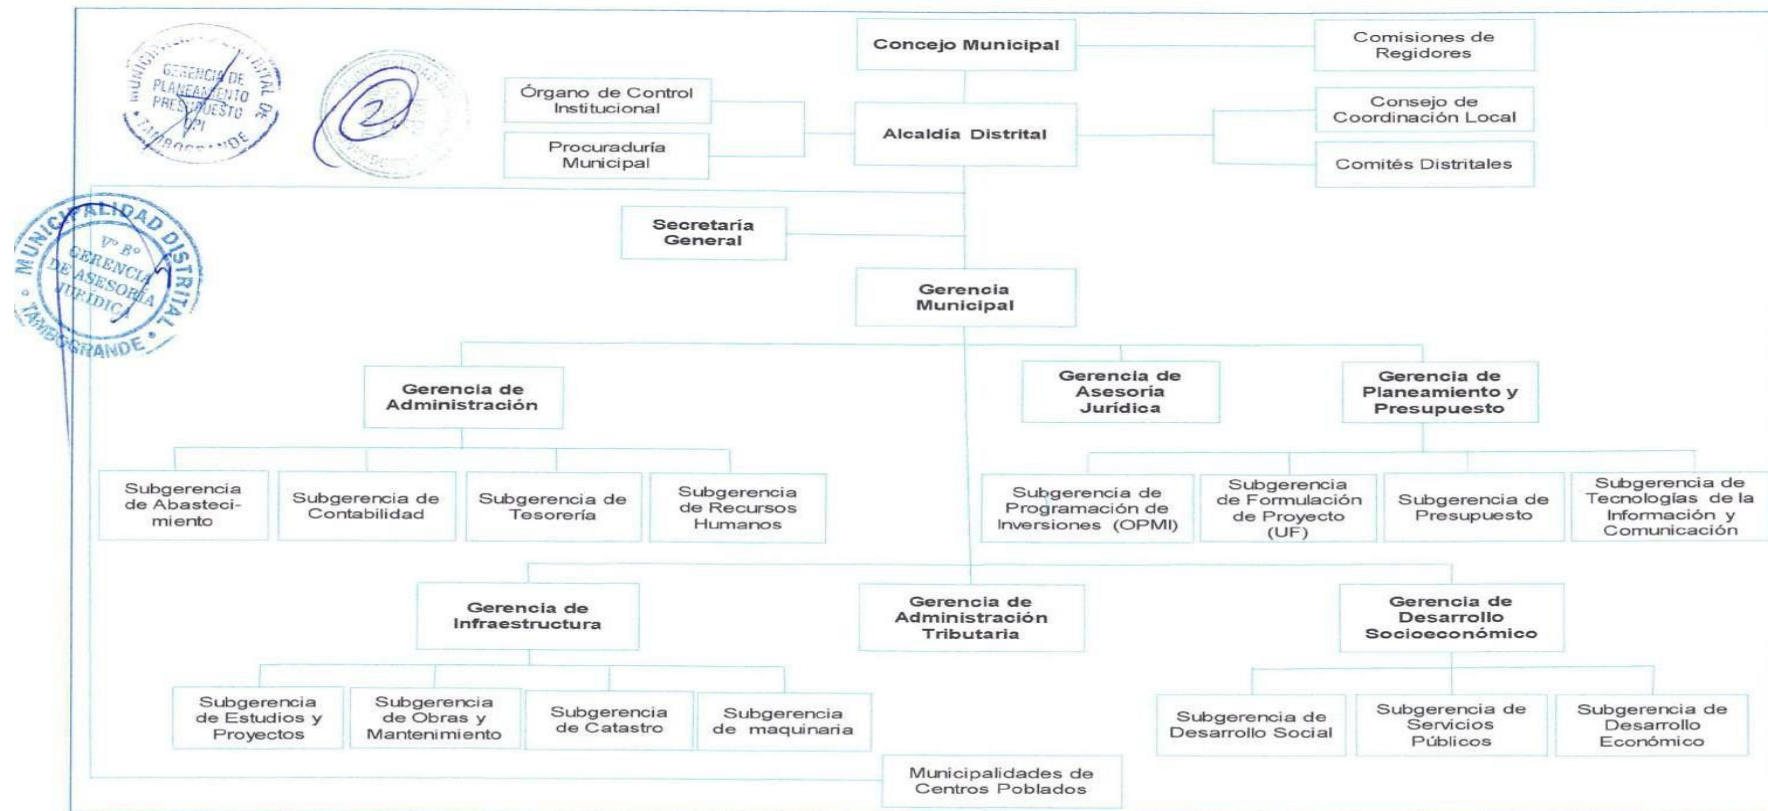 Concejo Municipal
Comisiones de
Regidores
MUNICIPALIDAD DISTRITAL DE
GERENCIA DE
PLANEAMIENTO
PRESUPUESTO
TAMBOGRANDE
Órgano de Control
Institucional
Procuraduría
Municipal
Alcaldía Distrital
Consejo de
Coordinación Local
Comités Distritales
MUNICIPALIDAD DISTRITAL
Vº Bº
GERENCIA
DE ASESORÍA
JURÍDICA
TAMBOGRANDE
Secretaría
General
Gerencia
Municipal
Gerencia de
Administración
Gerencia de
Asesoría
Jurídica
Gerencia de
Planeamiento y
Presupuesto
Subgerencia
de Abasteci-
miento
Subgerencia de
Contabilidad
Subgerencia de
Tesorería
Subgerencia
de Recursos
Humanos
Subgerencia de
Programación de
Inversiones (OPMI)
Subgerencia
de Formulación
de Proyecto
(UF)
Subgerencia de
Presupuesto
Subgerencia de
Tecnologías de la
Información y
Comunicación
Gerencia de
Infraestructura
Gerencia de
Administración
Tributaria
Gerencia de
Desarrollo
Socioeconómico
Subgerencia
de Estudios y
Proyectos
Subgerencia
de Obras y
Mantenimiento
Subgerencia
de Catastro
Subgerencia
de maquinaria
Subgerencia de
Desarrollo Social
Subgerencia de
Servicios
Públicos
Subgerencia de
Desarrollo
Económico
Municipalidades de
Centros Poblados